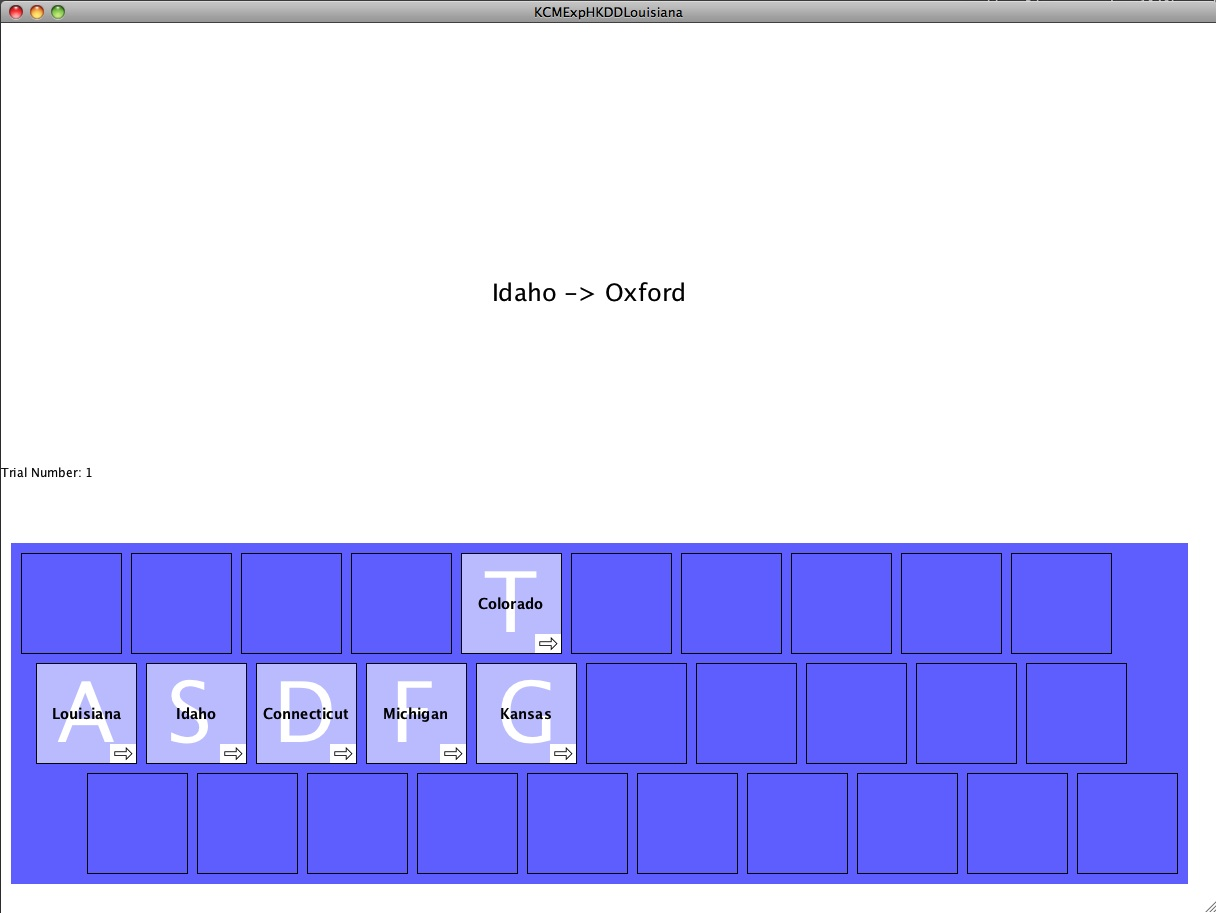 KCMExpHKDDLouisiana
Idaho -> Oxford
Trial Number: 1
T
Colorado
A S D F G
Louisiana Idaho Connecticut Michigan Kansas